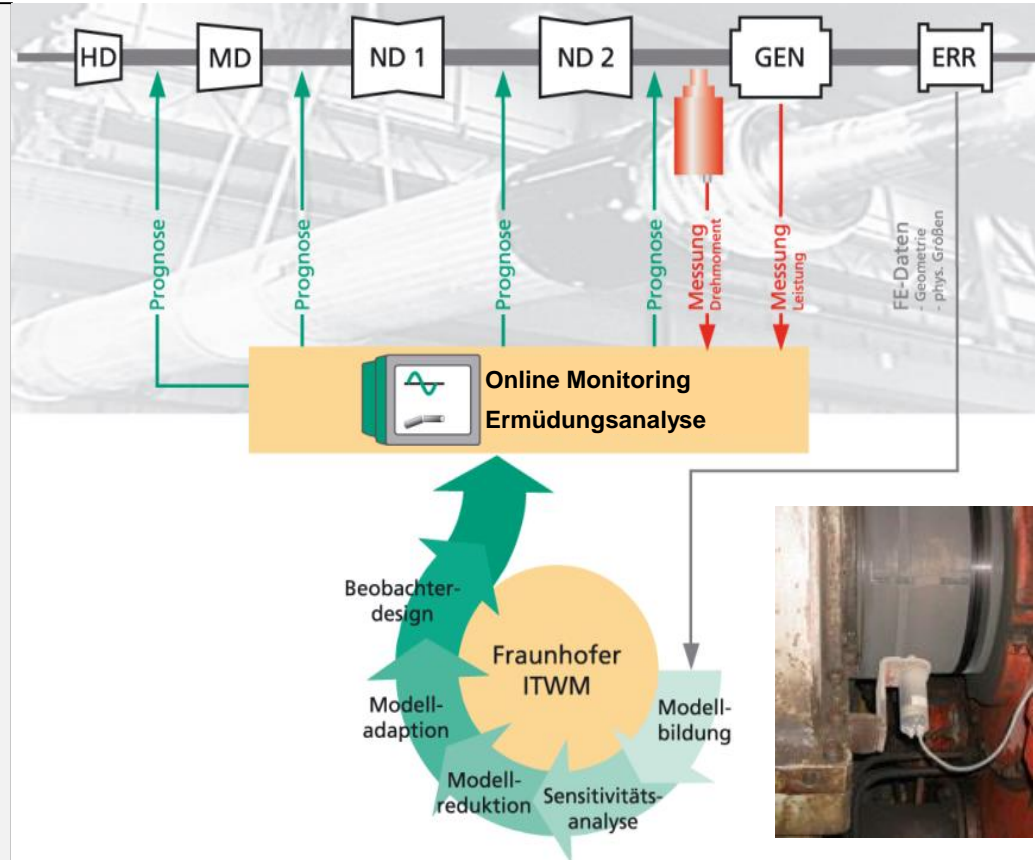 HD
MD
ND 1
ND 2
GEN
ERR
Prognose
Prognose
Prognose
Prognose
Messung
Drehmoment
Messung
Leistung
FE-Daten
- Geometrie
- phys. Größen
Online Monitoring
Ermüdungsanalyse
Beobachter-
design
Fraunhofer
ITWM
Modell-
adaption
Modell-
bildung
Modell-
reduktion
Sensitivitäts-
analyse